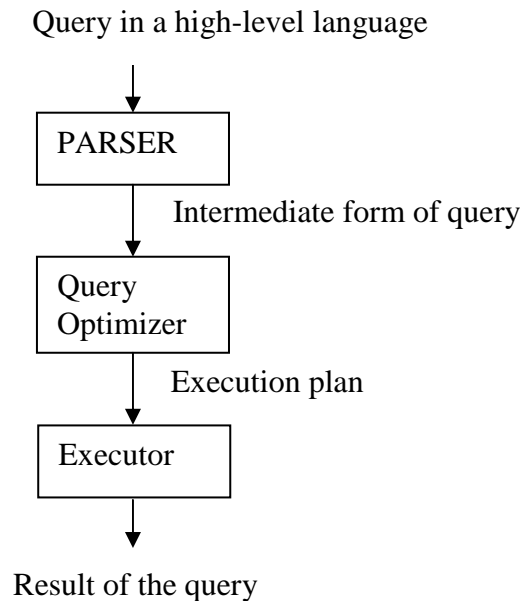 Query in a high-level language
PARSER
Intermediate form of query
Query
Optimizer
Execution plan
Executor
Result of the query